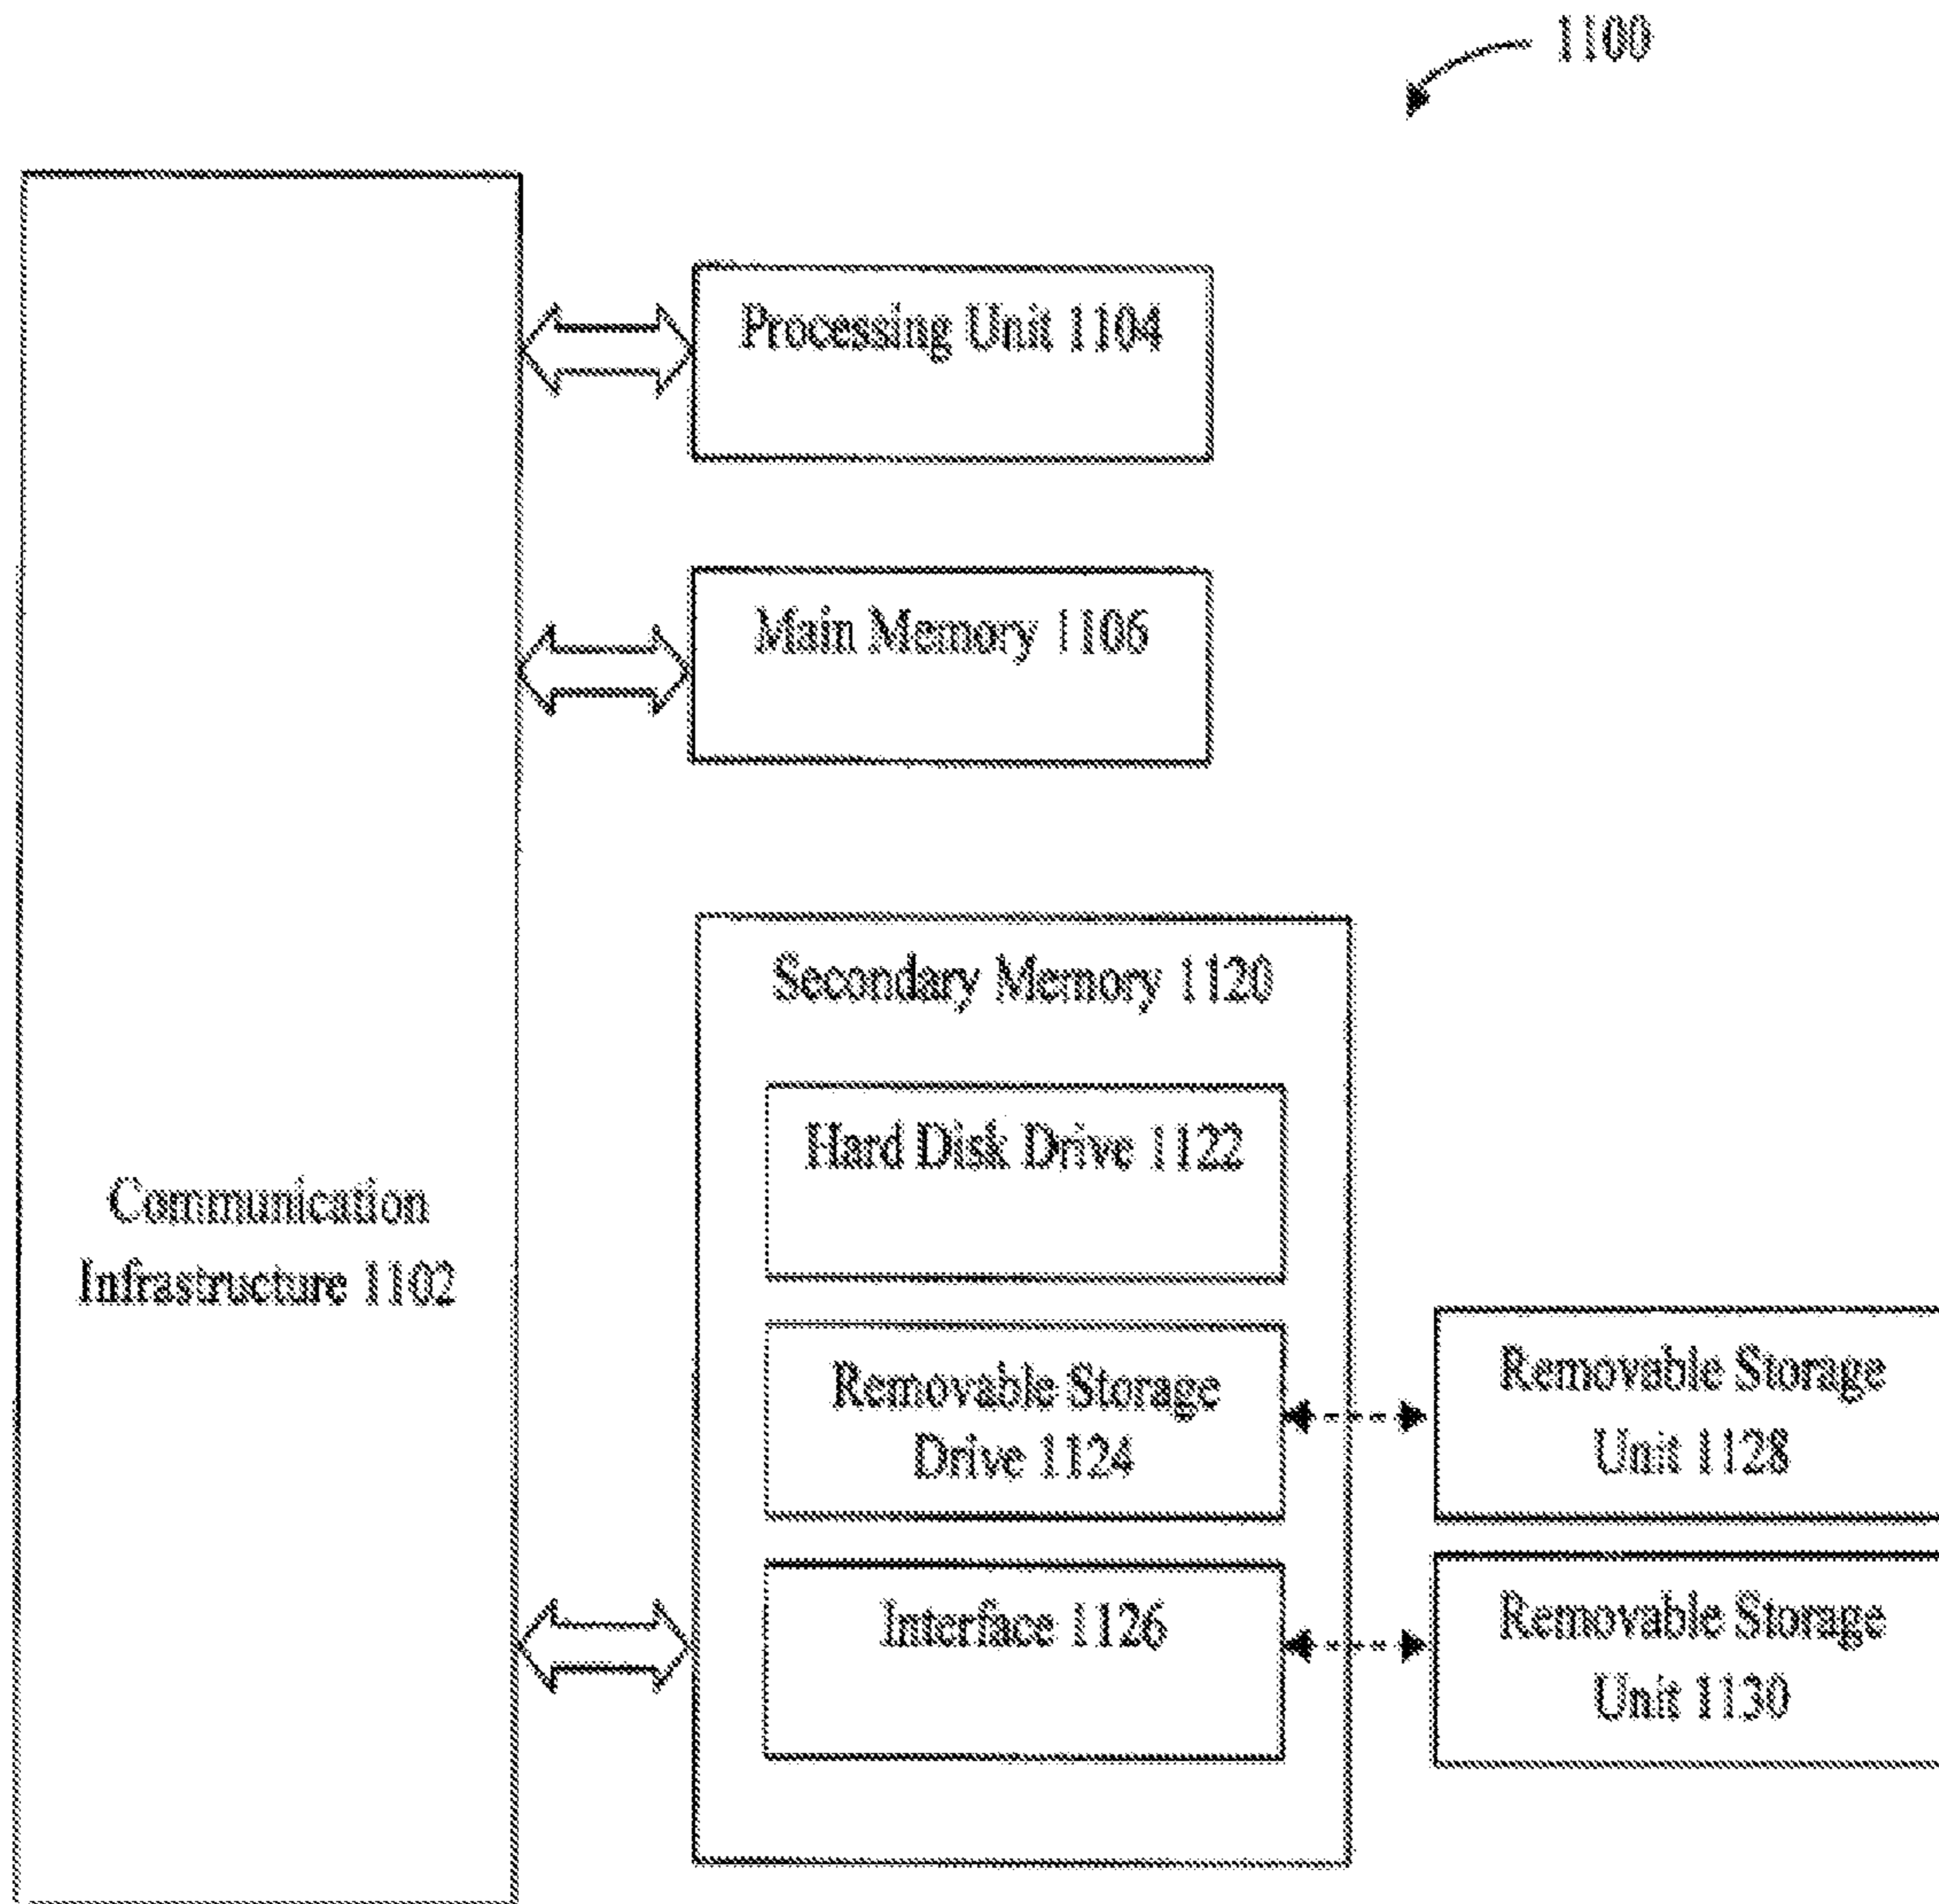 1100
Processing Unit 1104
Main Memory 1106
Secondary Memory 1120
Hard Disk Drive 1122
Communication
Infrastructure 1102
Removable Storage
Drive 1124
Removable Storage
Unit 1128
Interface 1126
Removable Storage
Unit 1130